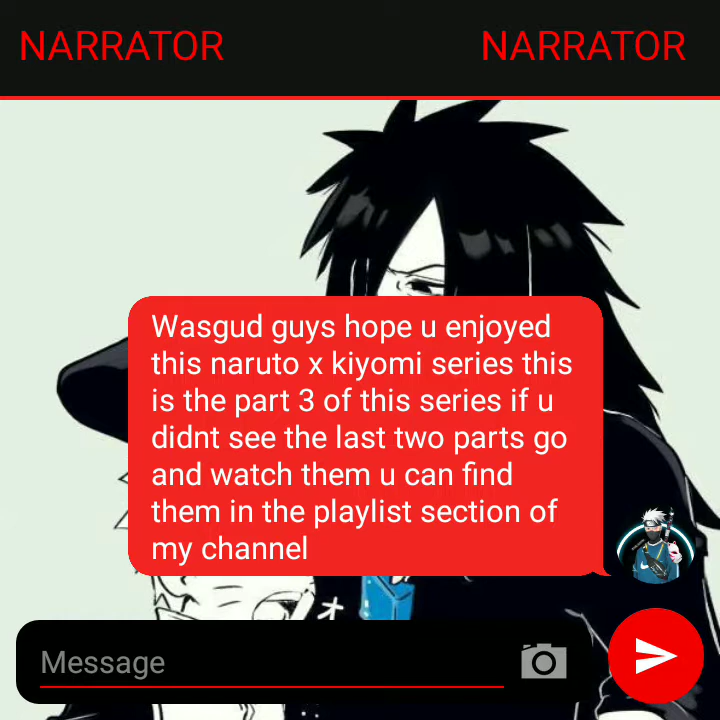 NARRATOR NARRATOR
Wasgud guys hope u enjoyed
this naruto x kiyomi series this
is the part 3 of this series if u
didnt see the last two parts go
and watch them u can find
them in the playlist section of
my channel
Message